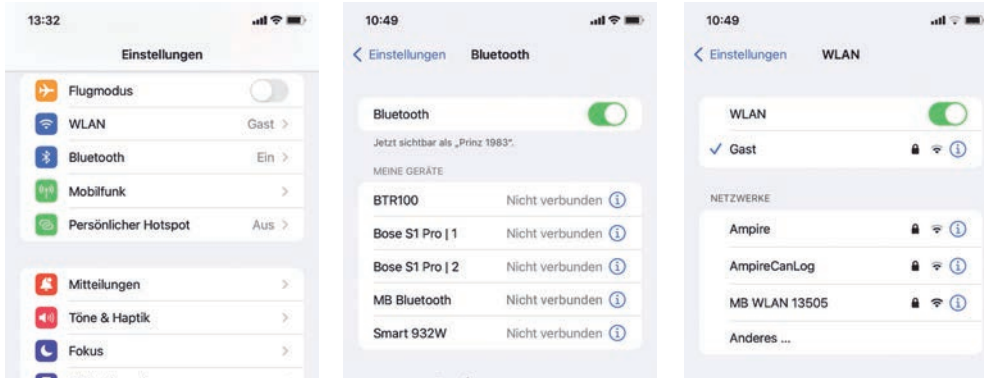 13:32
Einstellungen
Flugmodus
WLAN Gast
Bluetooth Ein
Mobilfunk
Persönlicher Hotspot Aus
Mitteilungen
Töne & Haptik
Fokus
10:49
Einstellungen Bluetooth
Bluetooth
Jetzt sichtbar als „Prinz 1983“.
MEINE GERÄTE
BTR100 Nicht verbunden
Bose S1 Pro | 1 Nicht verbunden
Bose S1 Pro | 2 Nicht verbunden
MB Bluetooth Nicht verbunden
Smart 932W Nicht verbunden
10:49
Einstellungen WLAN
WLAN
Gast
NETZWERKE
Ampire
AmpireCanLog
MB WLAN 13505
Anderes ...